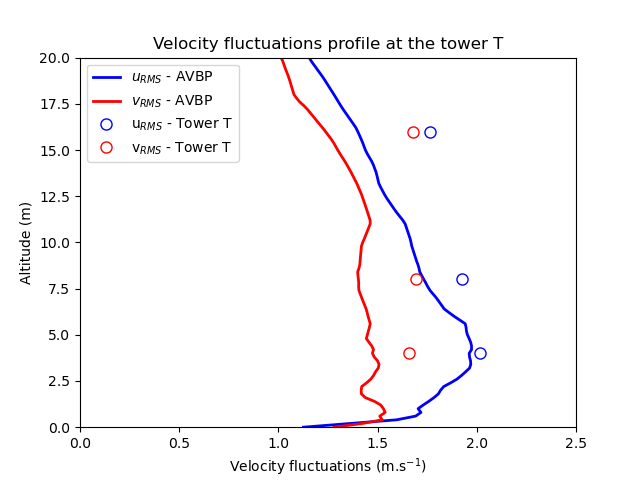 Velocity fluctuations profile at the tower T
20.0
17.5
15.0
12.5
10.0
7.5
5.0
2.5
0.0
Altitude (m)
u_RMS - AVBP
v_RMS - AVBP
u_RMS - Tower T
v_RMS - Tower T
0.0 0.5 1.0 1.5 2.0 2.5
Velocity fluctuations (m.s⁻¹)